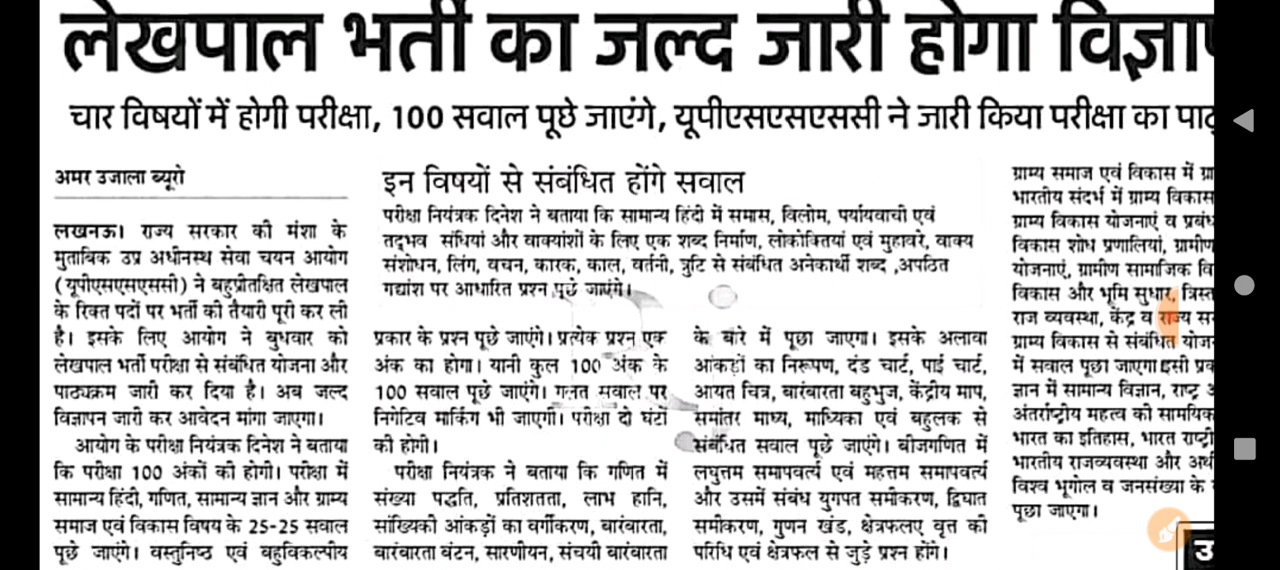 लेखपाल भर्ती का जल्द जारी होगा
चार विषयों में होगी परीक्षा, 100 सवाल पूछे जाएंगे, यूपीएसएसएससी ने जारी किया परीक्षा का
अमर उजाला ब्यूरो
लखनऊ। राज्य सरकार की मंशा के
मुताबिक उप्र अधीनस्थ सेवा चयन आयोग
(यूपीएसएसएससी) ने बहुप्रतिक्षित लेखपाल
के रिक्त पदों पर भर्ती की तैयारी पूरी कर ली
है। इसके लिए आयोग ने बुधवार को
लेखपाल भर्ती परीक्षा से संबंधित योजना और
पाठ्यक्रम जारी कर दिया है। अब जल्द
विज्ञापन जारी कर आवेदन मांगा जाएगा।
आयोग के परीक्षा नियंत्रक दिनेश ने बताया
कि परीक्षा 100 अंकों की होगी। परीक्षा में
सामान्य हिंदी, गणित, सामान्य ज्ञान और ग्राम्य
समाज एवं विकास विषय के 25-25 सवाल
पूछे जाएंगे। वस्तुनिष्ठ एवं बहुविकल्पीय
इन विषयों से संबंधित होंगे सवाल
परीक्षा नियंत्रक दिनेश ने बताया कि सामान्य हिंदी में समास, विलोम, पर्यायवाची एवं
तद्भव संधियां और वाक्यांशों के लिए एक शब्द निर्माण, लोकोक्तियां एवं मुहावरे, वाक्य
संशोधन, लिंग, वचन, कारक, काल, वर्तनी, त्रुटि से संबंधित अनेकार्थी शब्द ,अपठित
गद्यांश पर आधारित प्रश्न पूछे जाएंगे।
प्रकार के प्रश्न पूछे जाएंगे। प्रत्येक प्रश्न एक
अंक का होगा। यानी कुल 100 अंक के
100 सवाल पूछे जाएंगे। गलत सवाल पर
निगेटिव मार्किंग भी जाएगी। परीक्षा दो घंटों
की होगी।
परीक्षा नियंत्रक ने बताया कि गणित में
संख्या पद्धति, प्रतिशतता, लाभ हानि,
सांख्यिकी आंकड़ों का वर्गीकरण, बारंबारता,
बारंबारता बंटन, सारणीयन, संचयी बारंबारता
के बारे में पूछा जाएगा। इसके अलावा
आंकड़ों का निरूपण, दंड चार्ट, पाई चार्ट,
आयत चित्र, बारंबारता बहुभुज, केंद्रीय माप,
समांतर माध्य, माध्यिका एवं बहुलक से
संबंधित सवाल पूछे जाएंगे। बीजगणित में
लघुत्तम समापवर्त्य एवं महत्तम समापवर्त्य
और उसमें संबंध युगपत समीकरण, द्विघात
समीकरण, गुणन खंड, क्षेत्रफलए वृत्त की
परिधि एवं क्षेत्रफल से जुड़े प्रश्न होंगे।
ग्राम्य समाज एवं विकास में
भारतीय संदर्भ में ग्राम्य विकास
ग्राम्य विकास योजनाएं व
विकास शोध प्रणालियां, ग्रामीण
योजनाएं, ग्रामीण सामाजिक
विकास और भूमि सुधार,
राज व्यवस्था, केंद्र व राज्य
ग्राम्य विकास से संबंधित
में सवाल पूछा जाएगा।इसी
ज्ञान में सामान्य विज्ञान,
अंतर्राष्ट्रीय महत्व की
भारत का इतिहास, भारत
भारतीय राजव्यवस्था और
विश्व भूगोल व जनसंख्या के
पूछा जाएगा।